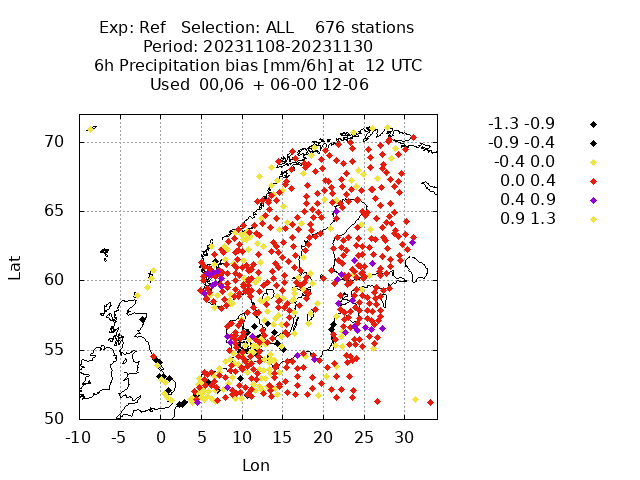 Exp: Ref Selection: ALL 676 stations
Period: 20231108-20231130
6h Precipitation bias [mm/6h] at 12 UTC
Used 00,06 + 06-00 12-06
-1.3 -0.9
-0.9 -0.4
-0.4 0.0
0.0 0.4
0.4 0.9
0.9 1.3
70
65
60
55
50
Lat
-10 -5 0 5 10 15 20 25 30
Lon